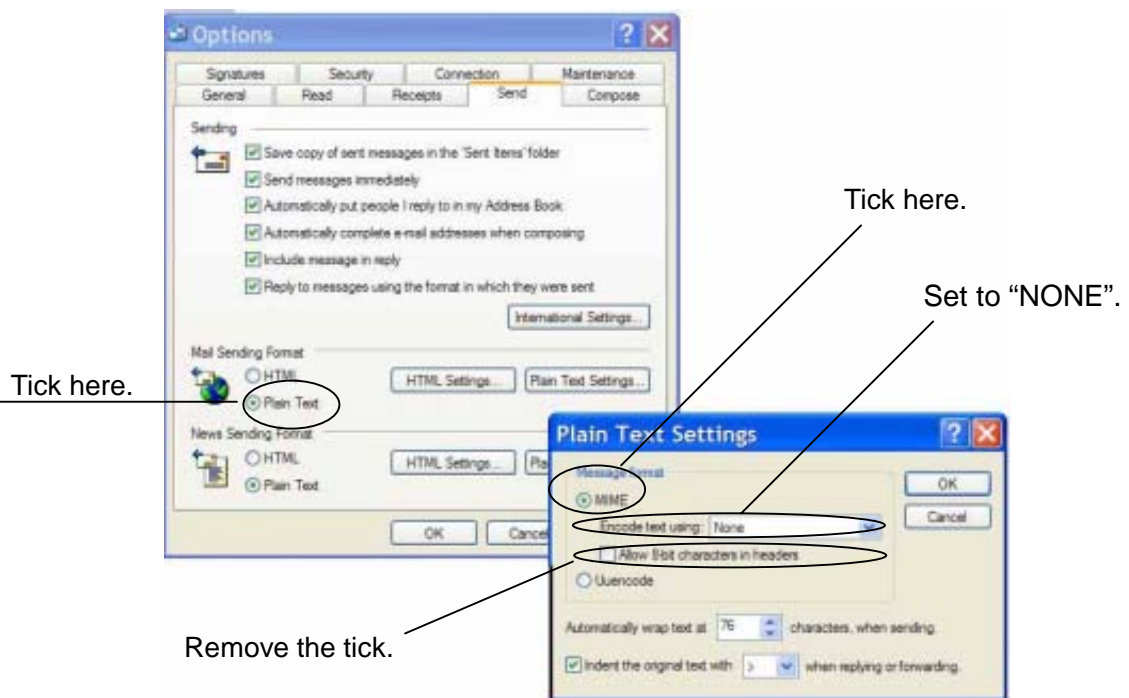 Options
Signatures Security Connection Maintenance
General Read Receipts Send Compose
Sending
Save copy of sent messages in the 'Sent Items' folder
Send messages immediately
Automatically put people I reply to in my Address Book
Automatically complete e-mail addresses when composing
Include message in reply
Reply to messages using the format in which they were sent
International Settings...
Mail Sending Format
HTML HTML Settings... Plain Text Settings...
Plain Text
News Sending Format
HTML HTML Settings... Pla
Plain Text
OK Cancel
Tick here.
Tick here.
Set to “NONE”.
Remove the tick.
Plain Text Settings
Message Format
MIME
Encode text using: None
Allow 8-bit characters in headers
Uuencode
OK
Cancel
Automatically wrap text at 76 characters, when sending.
Indent the original text with > when replying or forwarding.